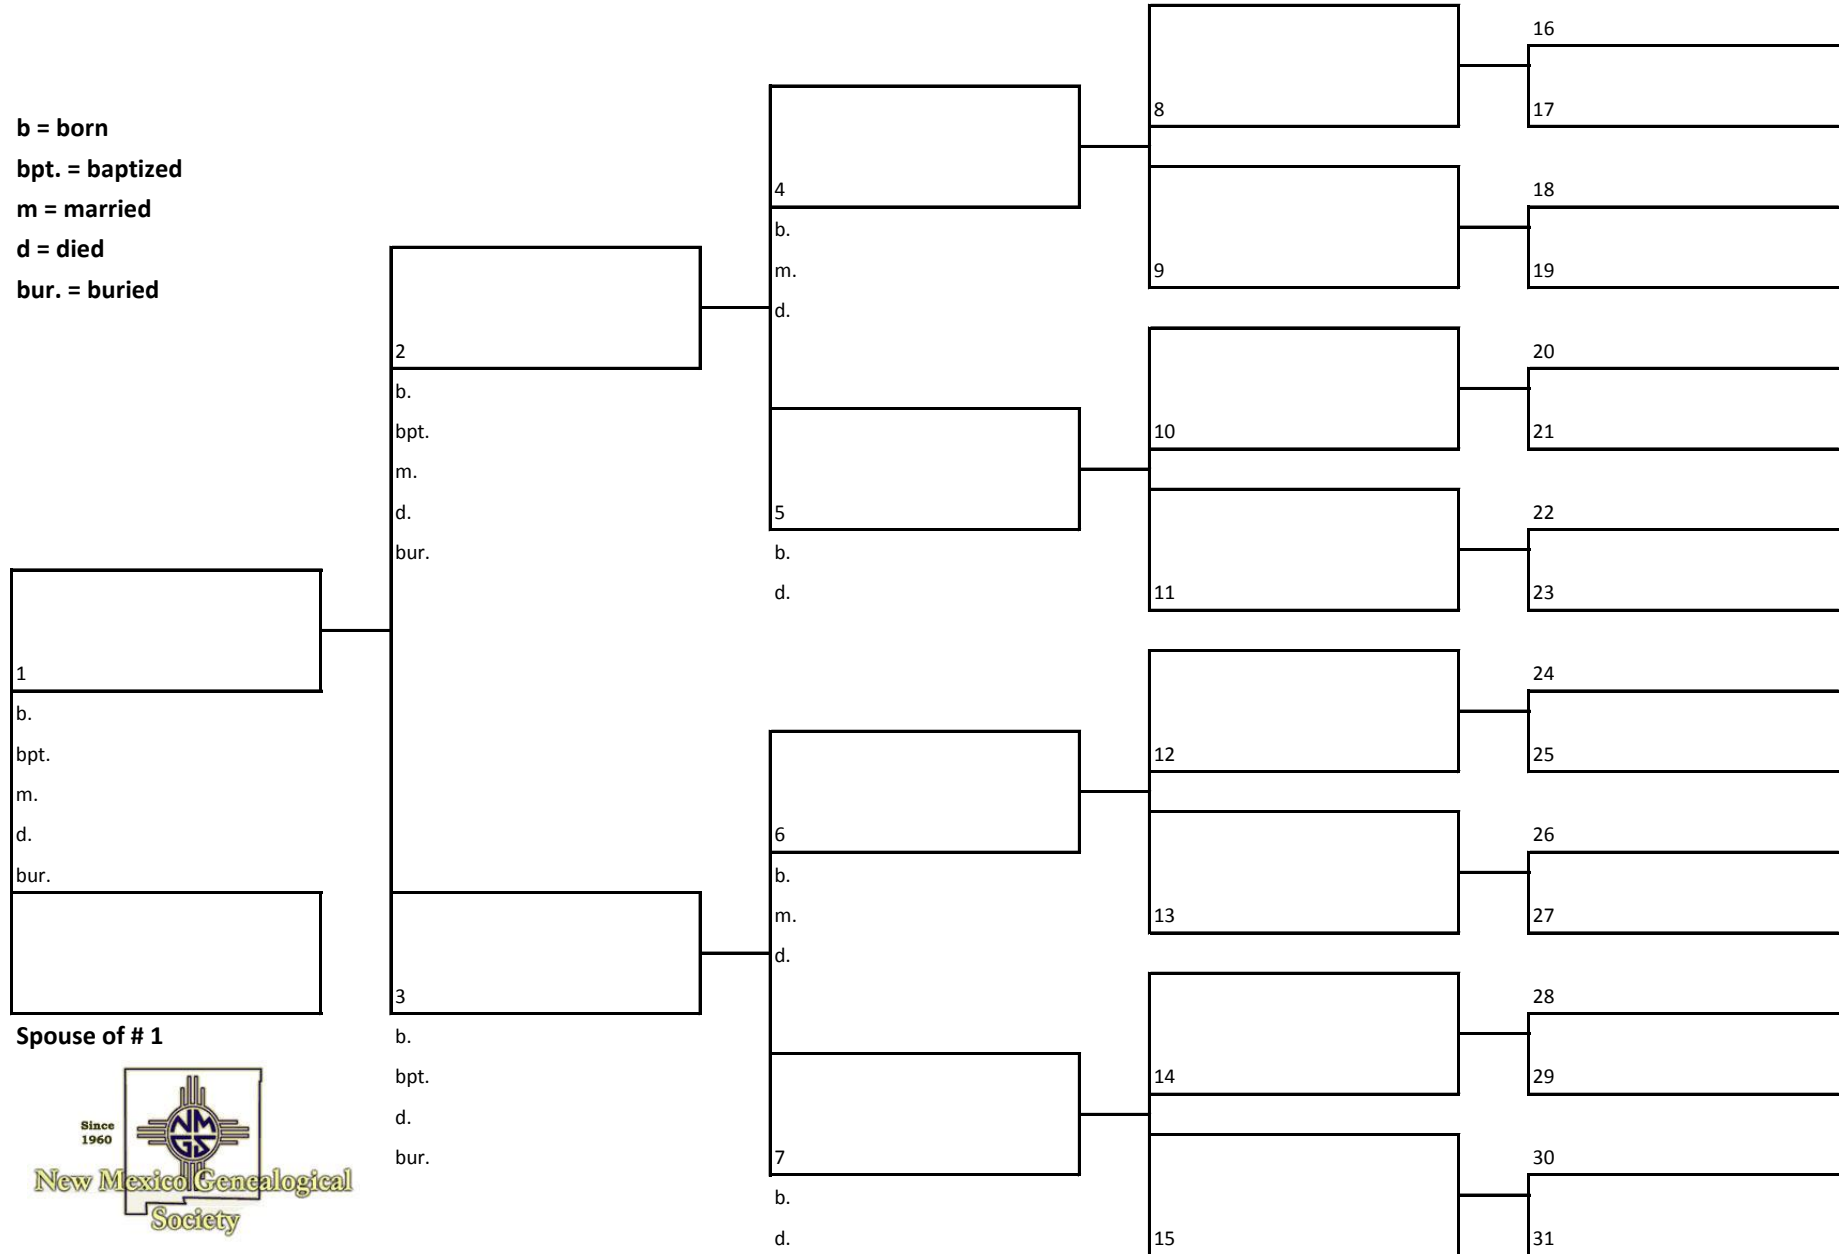 b = born
bpt. = baptized
m = married
d = died
bur. = buried
1
b.
bpt.
m.
d.
bur.
Spouse of # 1
Since
1960
NM
GS
New Mexico Genealogical
Society
2
b.
bpt.
m.
d.
bur.
3
b.
bpt.
d.
bur.
4
b.
m.
d.
5
b.
d.
6
b.
m.
d.
7
b.
d.
8
9
10
11
12
13
14
15
16
17
18
19
20
21
22
23
24
25
26
27
28
29
30
31